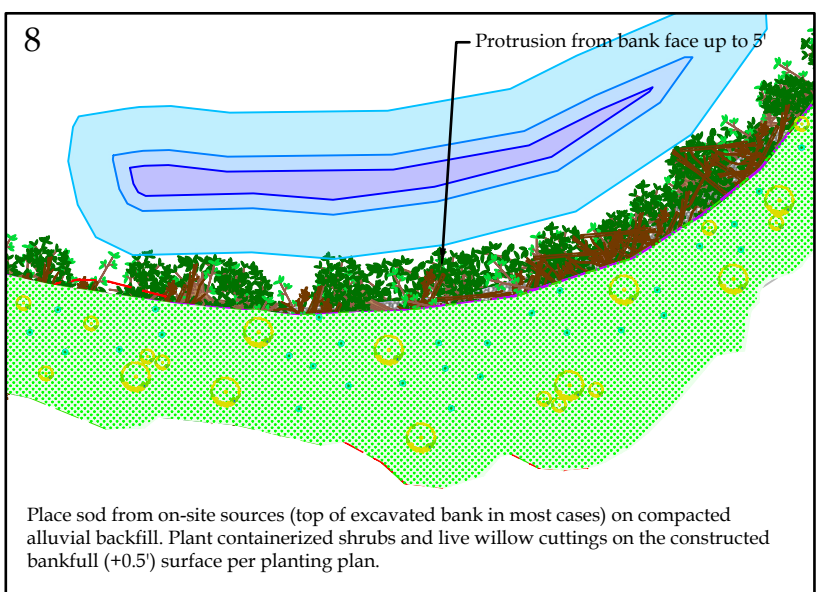 8
Protrusion from bank face up to 5'
Place sod from on-site sources (top of excavated bank in most cases) on compacted
alluvial backfill. Plant containerized shrubs and live willow cuttings on the constructed
bankfull (+0.5') surface per planting plan.